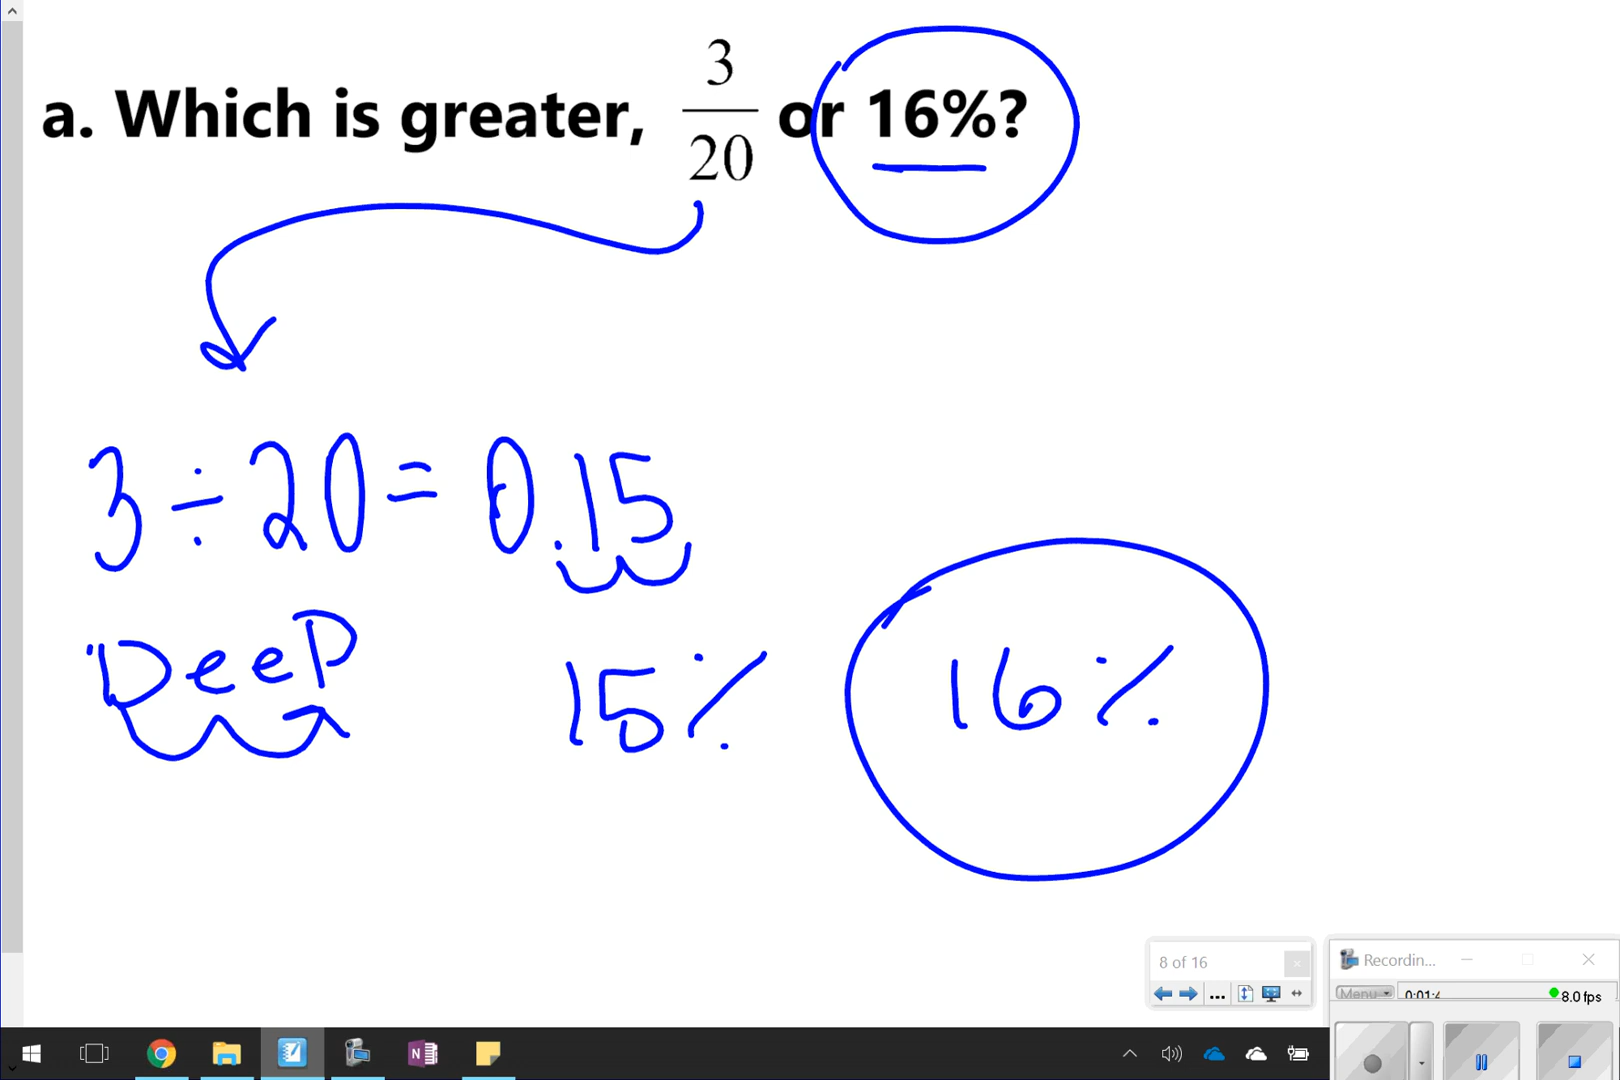 a. Which is greater, 3/20 or 16%?
3 ÷ 20 = 0.15
DeeP
15%
16%
8 of 16
Recordin...
Menu
8.0 fps